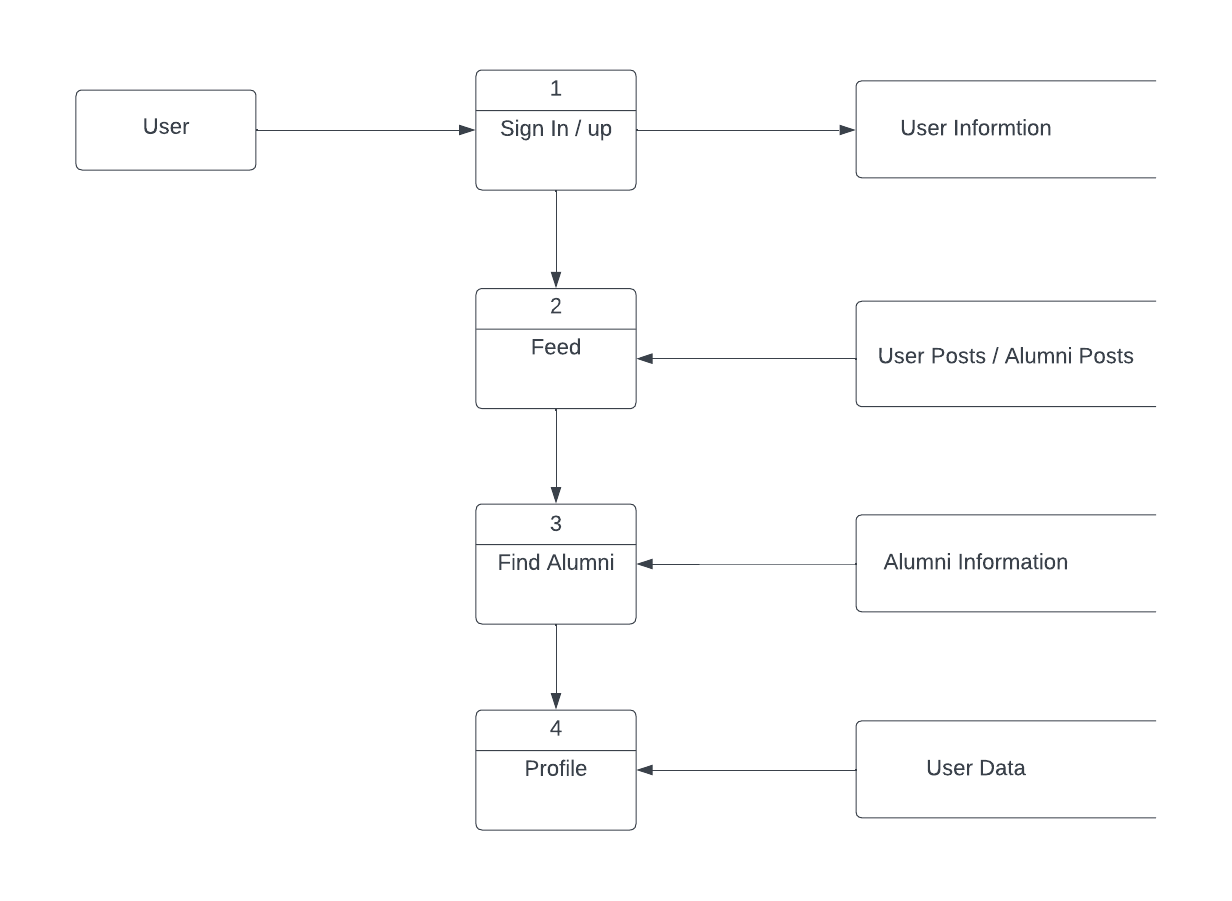 1
User
Sign In / up
User Informtion
2
Feed
User Posts / Alumni Posts
3
Find Alumni
Alumni Information
4
Profile
User Data